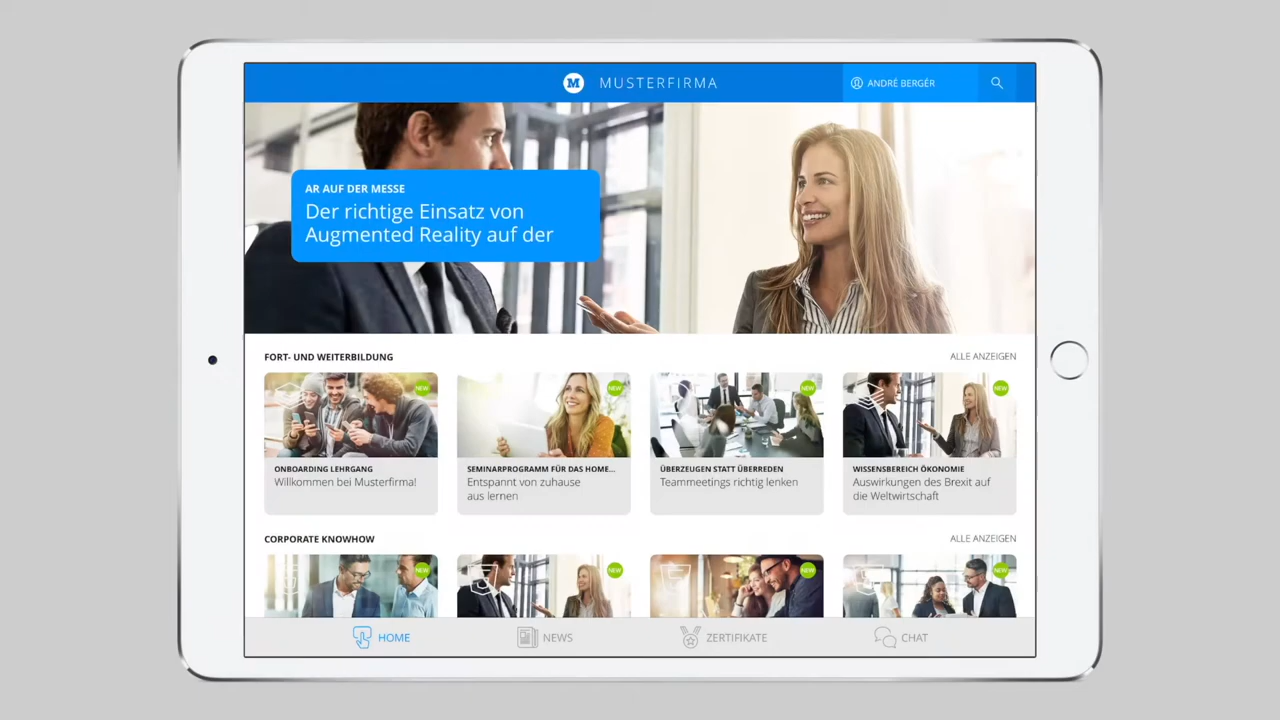 M MUSTERFIRMA
ANDRÉ BERGÉR
AR AUF DER MESSE
Der richtige Einsatz von
Augmented Reality auf der
FORT- UND WEITERBILDUNG
ALLE ANZEIGEN
NEW
NEW
NEW
NEW
ONBOARDING LEHRGANG
Willkommen bei Musterfirma!
SEMINARPROGRAMM FÜR DAS HOME...
Entspannt von zuhause
aus lernen
ÜBERZEUGEN STATT ÜBERREDEN
Teammeetings richtig lenken
WISSENSBEREICH ÖKONOMIE
Auswirkungen des Brexit auf
die Weltwirtschaft
CORPORATE KNOWHOW
ALLE ANZEIGEN
NEW
NEW
NEW
NEW
HOME
NEWS
ZERTIFIKATE
CHAT